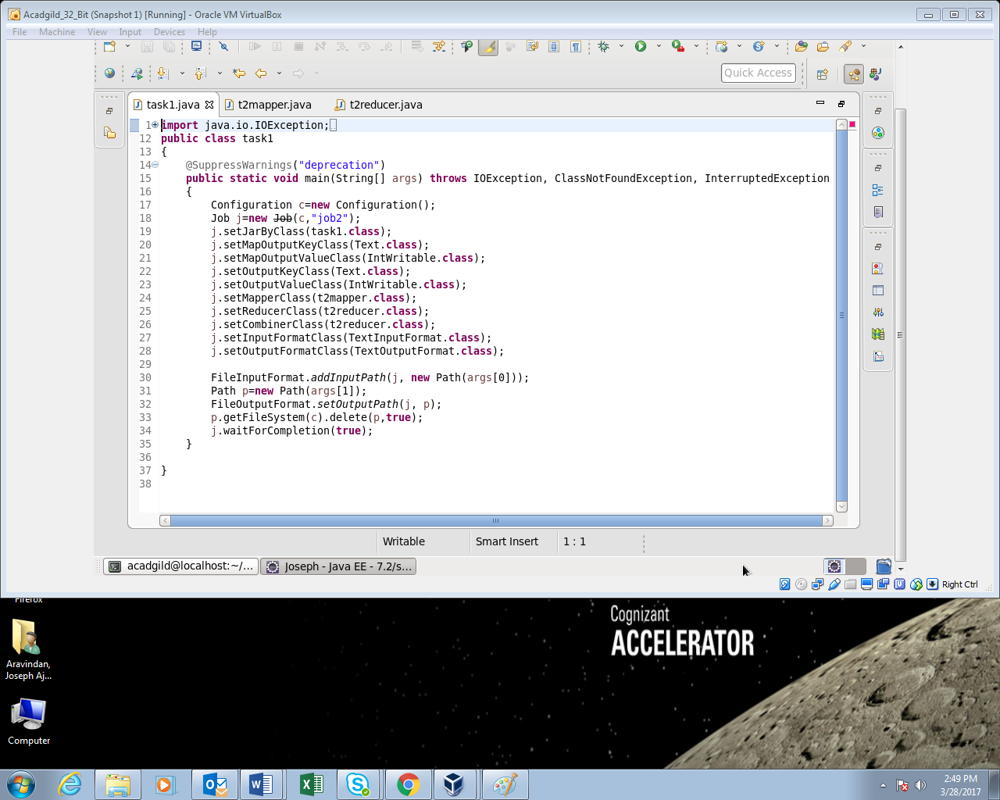 Acadgild_32_Bit (Snapshot 1) [Running] - Oracle VM VirtualBox
File Machine View Input Devices Help
Quick Access
task1.java t2mapper.java t2reducer.java
1 import java.io.IOException;
12 public class task1
13 {
14 @SuppressWarnings("deprecation")
15 public static void main(String[] args) throws IOException, ClassNotFoundException, InterruptedException
16 {
17 Configuration c=new Configuration();
18 Job j=new Job(c,"job2");
19 j.setJarByClass(task1.class);
20 j.setMapOutputKeyClass(Text.class);
21 j.setMapOutputValueClass(IntWritable.class);
22 j.setOutputKeyClass(Text.class);
23 j.setOutputValueClass(IntWritable.class);
24 j.setMapperClass(t2mapper.class);
25 j.setReducerClass(t2reducer.class);
26 j.setCombinerClass(t2reducer.class);
27 j.setInputFormatClass(TextInputFormat.class);
28 j.setOutputFormatClass(TextOutputFormat.class);
29
30 FileInputFormat.addInputPath(j, new Path(args[0]));
31 Path p=new Path(args[1]);
32 FileOutputFormat.setOutputPath(j, p);
33 p.getFileSystem(c).delete(p,true);
34 j.waitForCompletion(true);
35 }
36
37 }
38
Writable Smart Insert 1 : 1
acadgild@localhost:~/... Joseph - Java EE - 7.2/s...
Right Ctrl
Firefox
Cognizant
ACCELERATOR
Aravindan,
Joseph Aj...
Computer
2:49 PM
3/28/2017